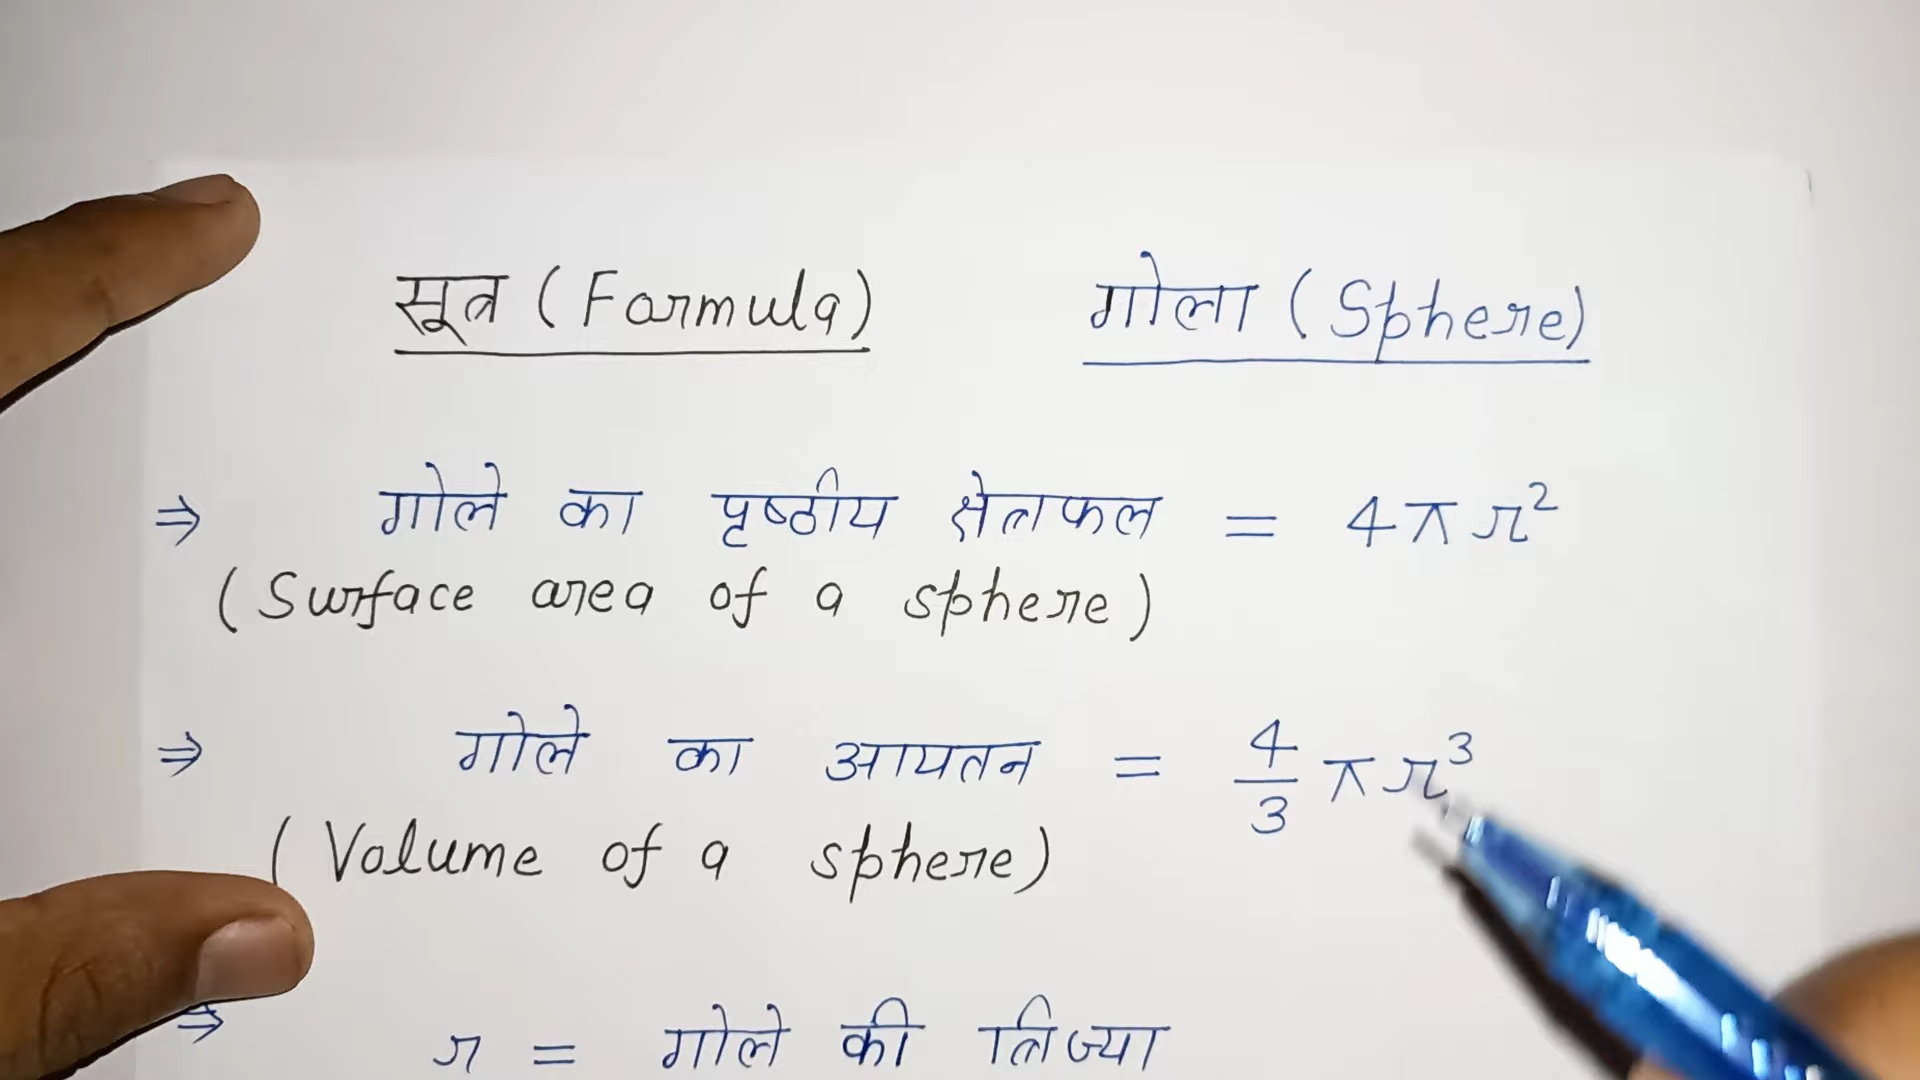 सूत्र (Formula) गोला (Sphere)
⇒ गोले का पृष्ठीय क्षेत्रफल = 4πr²
(Surface area of a sphere)
⇒ गोले का आयतन = 4/3 πr³
(Volume of a sphere)
⇒ r = गोले की त्रिज्या